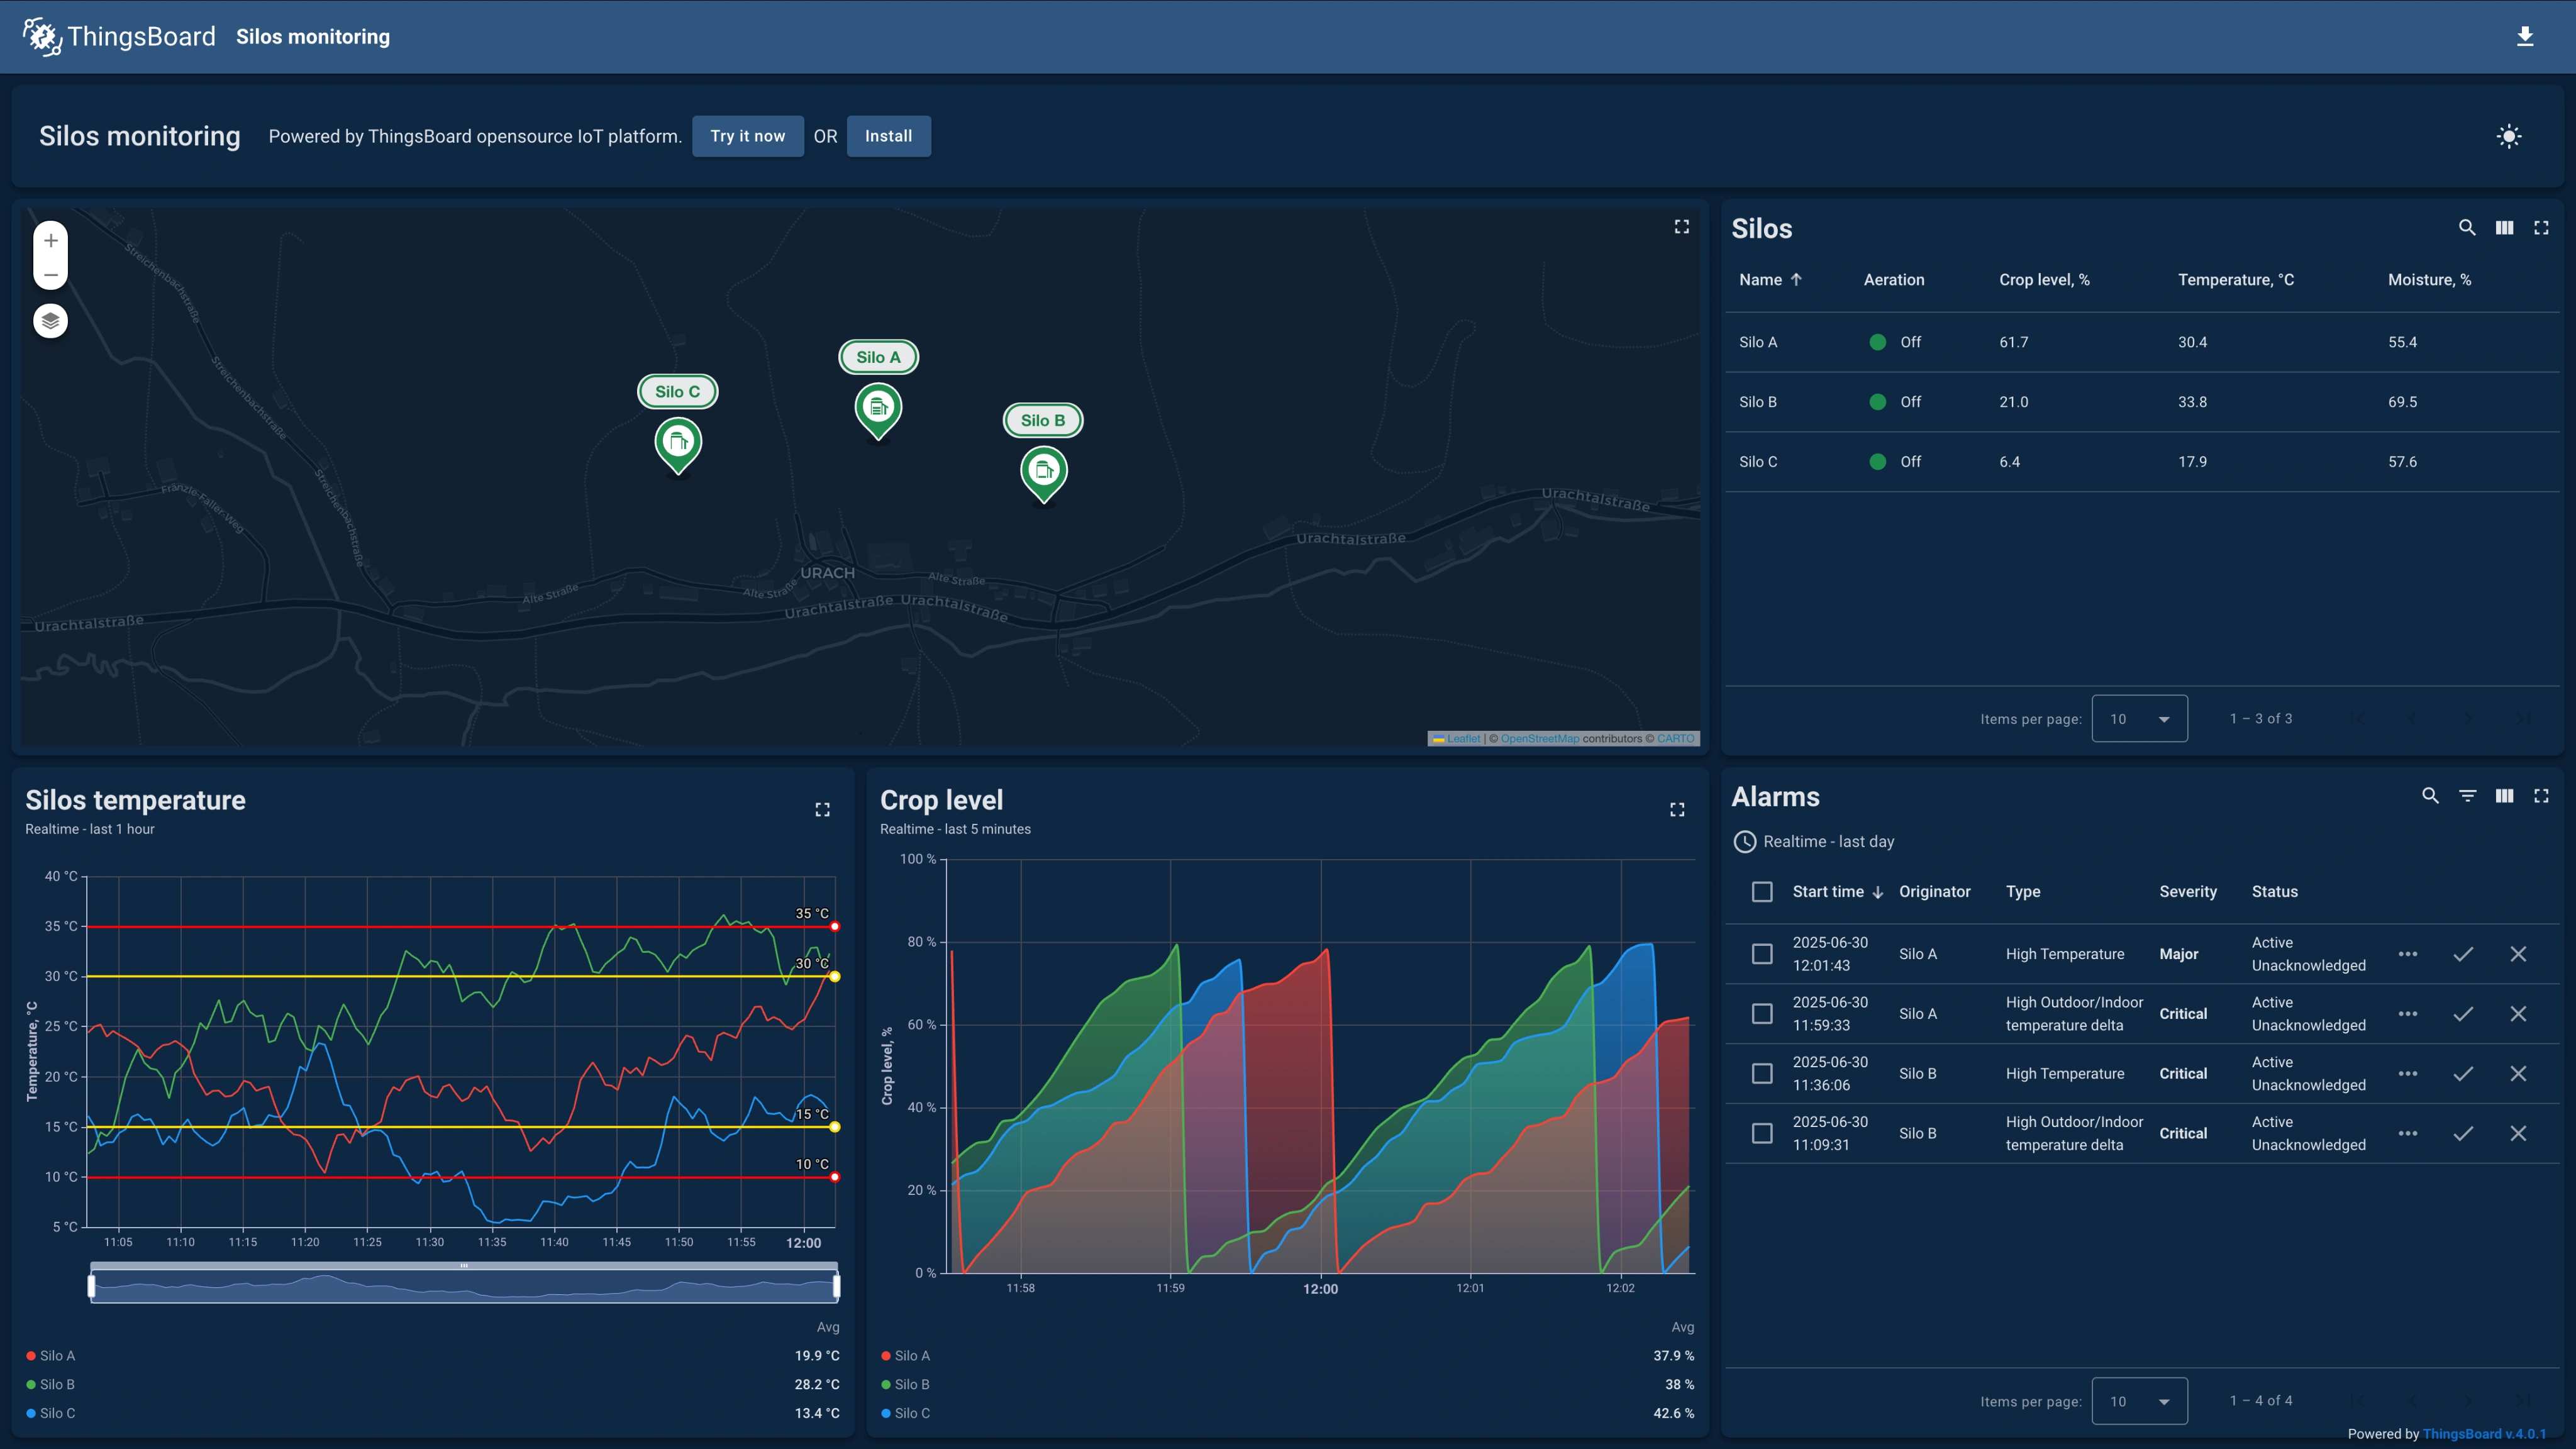 ThingsBoard Silos monitoring
Silos monitoring Powered by ThingsBoard opensource IoT platform. Try it now OR Install
+
−
Streichenbachstraße
Streichenbachstraße
Streichenbachstraße
Franzle-Faller-Weg
Silo C
Silo A
Silo B
Urachtalstraße
Urachtalstraße
URACH
Alte Straße
Alte Straße
Alte Straße
Urachtalstraße
Urachtalstraße
Urachtalstraße
Leaflet | © OpenStreetMap contributors © CARTO
Silos
Name Aeration Crop level, % Temperature, °C Moisture, %
Silo A Off 61.7 30.4 55.4
Silo B Off 21.0 33.8 69.5
Silo C Off 6.4 17.9 57.6
Items per page: 10 1 – 3 of 3
Silos temperature
Realtime - last 1 hour
Temperature, °C
40 °C
35 °C
30 °C
25 °C
20 °C
15 °C
10 °C
5 °C
35 °C
30 °C
15 °C
10 °C
11:05 11:10 11:15 11:20 11:25 11:30 11:35 11:40 11:45 11:50 11:55 12:00
Avg
Silo A 19.9 °C
Silo B 28.2 °C
Silo C 13.4 °C
Crop level
Realtime - last 5 minutes
Crop level, %
100 %
80 %
60 %
40 %
20 %
0 %
11:58 11:59 12:00 12:01 12:02
Avg
Silo A 37.9 %
Silo B 38 %
Silo C 42.6 %
Alarms
Realtime - last day
Start time Originator Type Severity Status
2025-06-30 12:01:43 Silo A High Temperature Major Active Unacknowledged
2025-06-30 11:59:33 Silo A High Outdoor/Indoor temperature delta Critical Active Unacknowledged
2025-06-30 11:36:06 Silo B High Temperature Critical Active Unacknowledged
2025-06-30 11:09:31 Silo B High Outdoor/Indoor temperature delta Critical Active Unacknowledged
Items per page: 10 1 – 4 of 4
Powered by ThingsBoard v.4.0.1